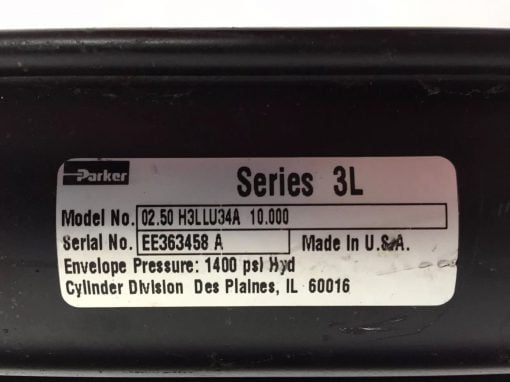 Parker
Series 3L
Model No. 02.50 H3LLU34A 10.000
Serial No. EE363458 A Made In U.S.A.
Envelope Pressure: 1400 psi Hyd
Cylinder Division Des Plaines, IL 60016